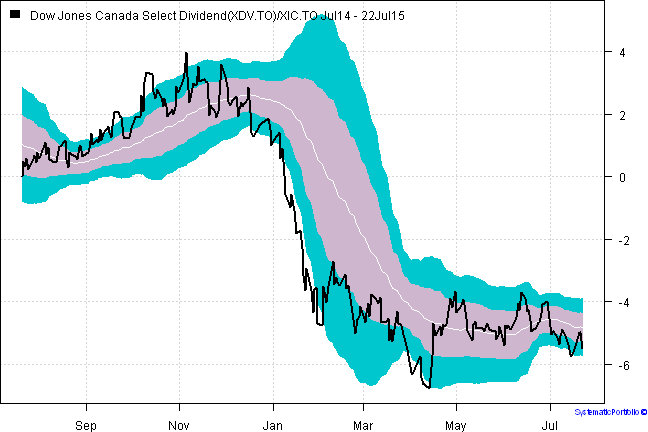 Dow Jones Canada Select Dividend(XDV.TO)/XIC.TO Jul14 - 22Jul15
4
2
0
-2
-4
-6
Sep Nov Jan Mar May Jul
SystematicPortfolio ©